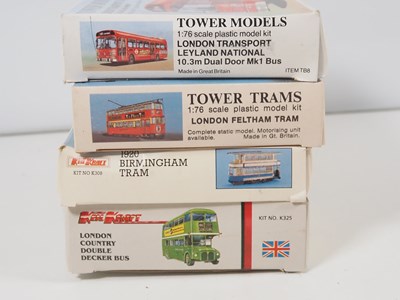 TOWER MODELS
1:76 scale plastic model kit
LONDON TRANSPORT
LEYLAND NATIONAL
10.3m Dual Door Mk1 Bus
Made in Great Britain
ITEM TB6
TOWER TRAMS
1:76 scale plastic model kit
LONDON FELTHAM TRAM
Complete static model. Motorising unit
available.
Made in Gt. Britain.
KeilKraft
1920
BIRMINGHAM
TRAM
KIT NO K309
KeilKraft
KIT NO. K325
LONDON
COUNTRY
DOUBLE
DECKER BUS